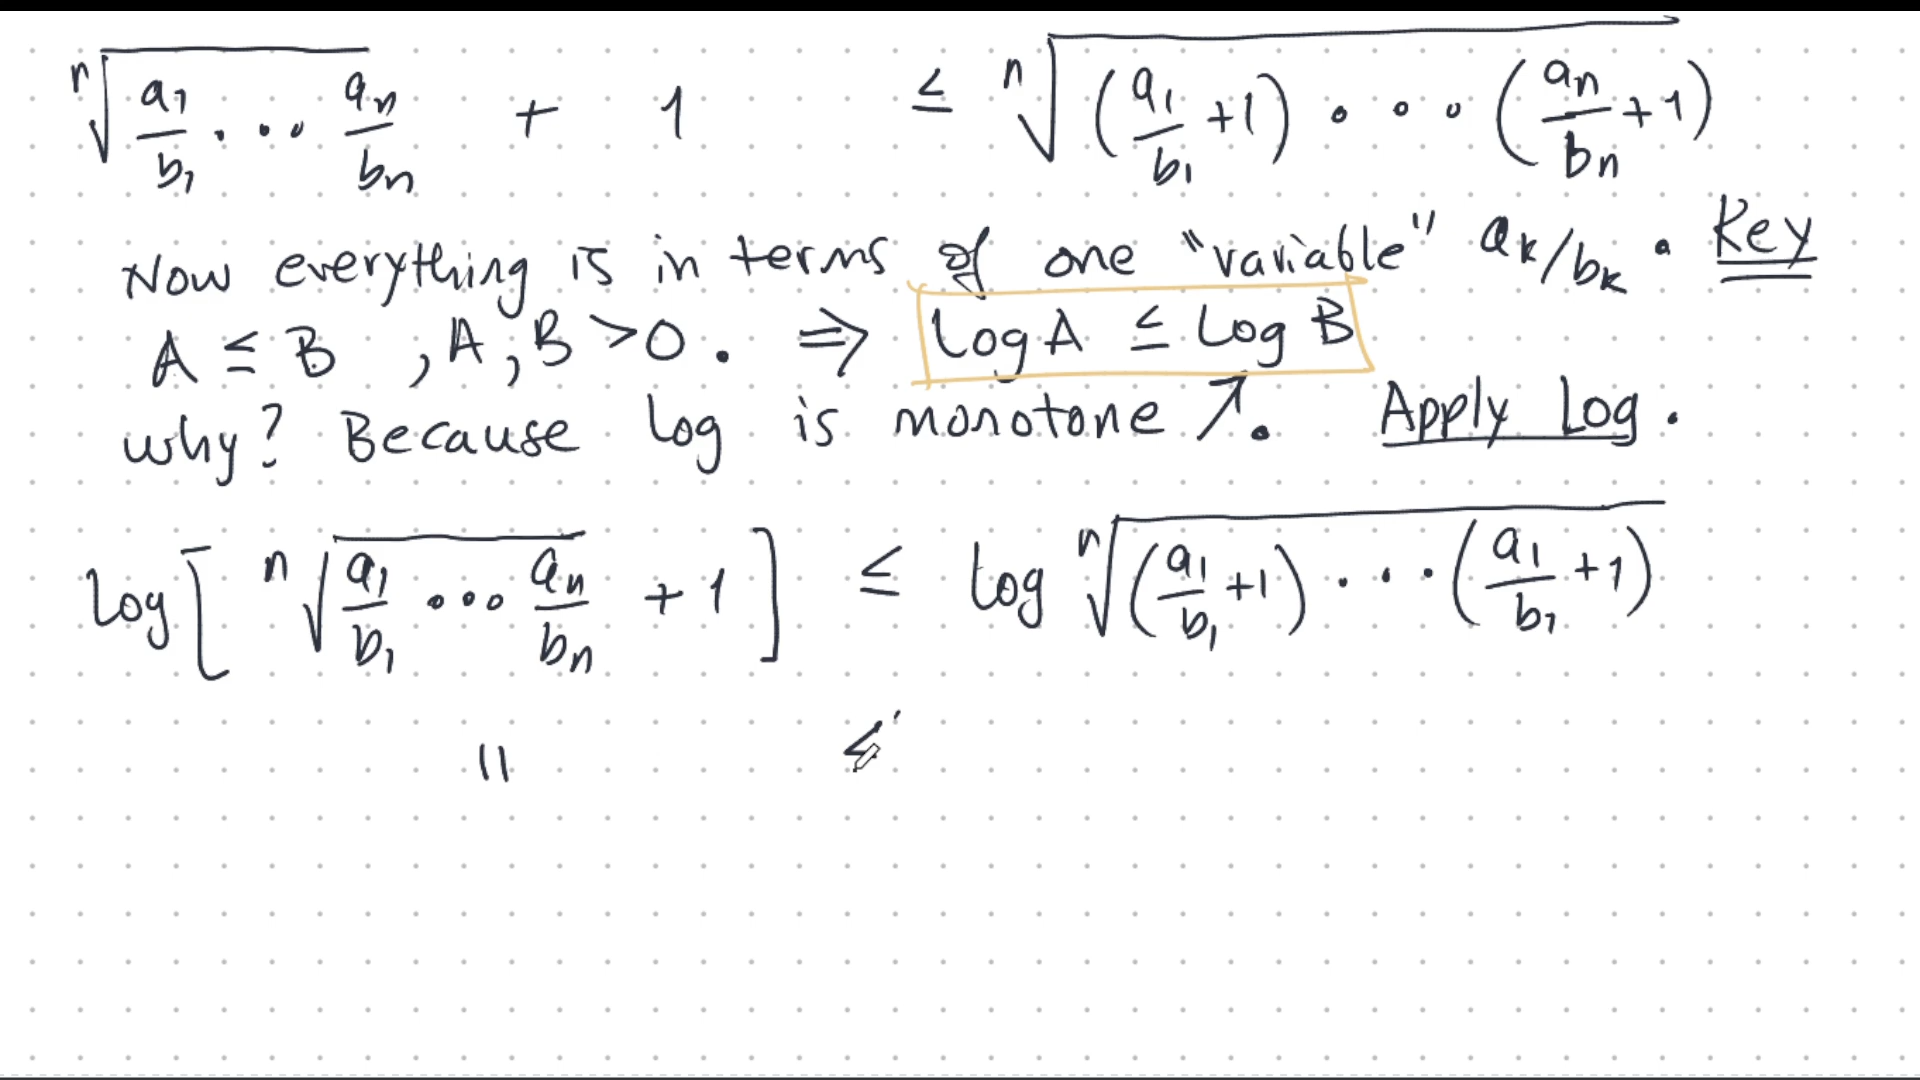 ⁿ√(a₁/b₁ · ... aₙ/bₙ) + 1 ≤ ⁿ√((a₁/b₁ + 1) · · · (aₙ/bₙ + 1))
Now everything is in terms of one "variable" aₖ/bₖ . Key
A ≤ B , A, B > 0 . ⇒ Log A ≤ Log B
why? Because Log is monotone ↗. Apply Log.
Log[ ⁿ√(a₁/b₁ ... aₙ/bₙ) + 1 ] ≤ Log ⁿ√((a₁/b₁ + 1) ... (a₁/b₁ + 1))
|| ≤